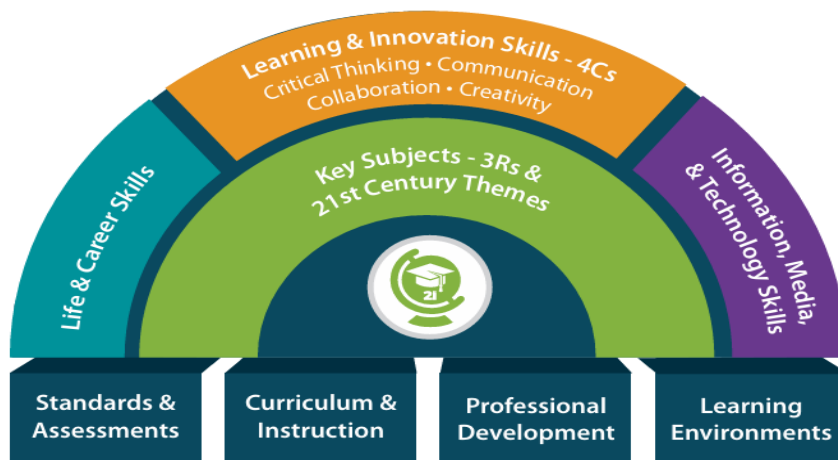 Learning & Innovation Skills - 4Cs
Critical Thinking • Communication
Collaboration • Creativity
Life & Career Skills
Key Subjects - 3Rs &
21st Century Themes
Information, Media,
& Technology Skills
21
Standards &
Assessments
Curriculum &
Instruction
Professional
Development
Learning
Environments